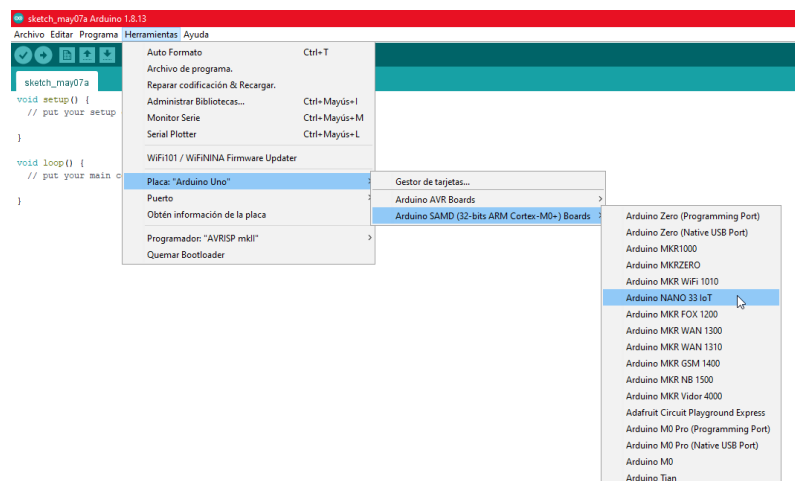 sketch_may07a Arduino 1.8.13
Archivo Editar Programa Herramientas Ayuda
sketch_may07a
void setup() {
// put your setup
}
void loop() {
// put your main c
}
Auto Formato Ctrl+T
Archivo de programa.
Reparar codificación & Recargar.
Administrar Bibliotecas... Ctrl+Mayús+I
Monitor Serie Ctrl+Mayús+M
Serial Plotter Ctrl+Mayús+L
WiFi101 / WiFiNINA Firmware Updater
Placa: "Arduino Uno"
Puerto
Obtén información de la placa
Programador: "AVRISP mkII"
Quemar Bootloader
Gestor de tarjetas...
Arduino AVR Boards
Arduino SAMD (32-bits ARM Cortex-M0+) Boards
Arduino Zero (Programming Port)
Arduino Zero (Native USB Port)
Arduino MKR1000
Arduino MKRZERO
Arduino MKR WiFi 1010
Arduino NANO 33 IoT
Arduino MKR FOX 1200
Arduino MKR WAN 1300
Arduino MKR WAN 1310
Arduino MKR GSM 1400
Arduino MKR NB 1500
Arduino MKR Vidor 4000
Adafruit Circuit Playground Express
Arduino M0 Pro (Programming Port)
Arduino M0 Pro (Native USB Port)
Arduino M0
Arduino Tian